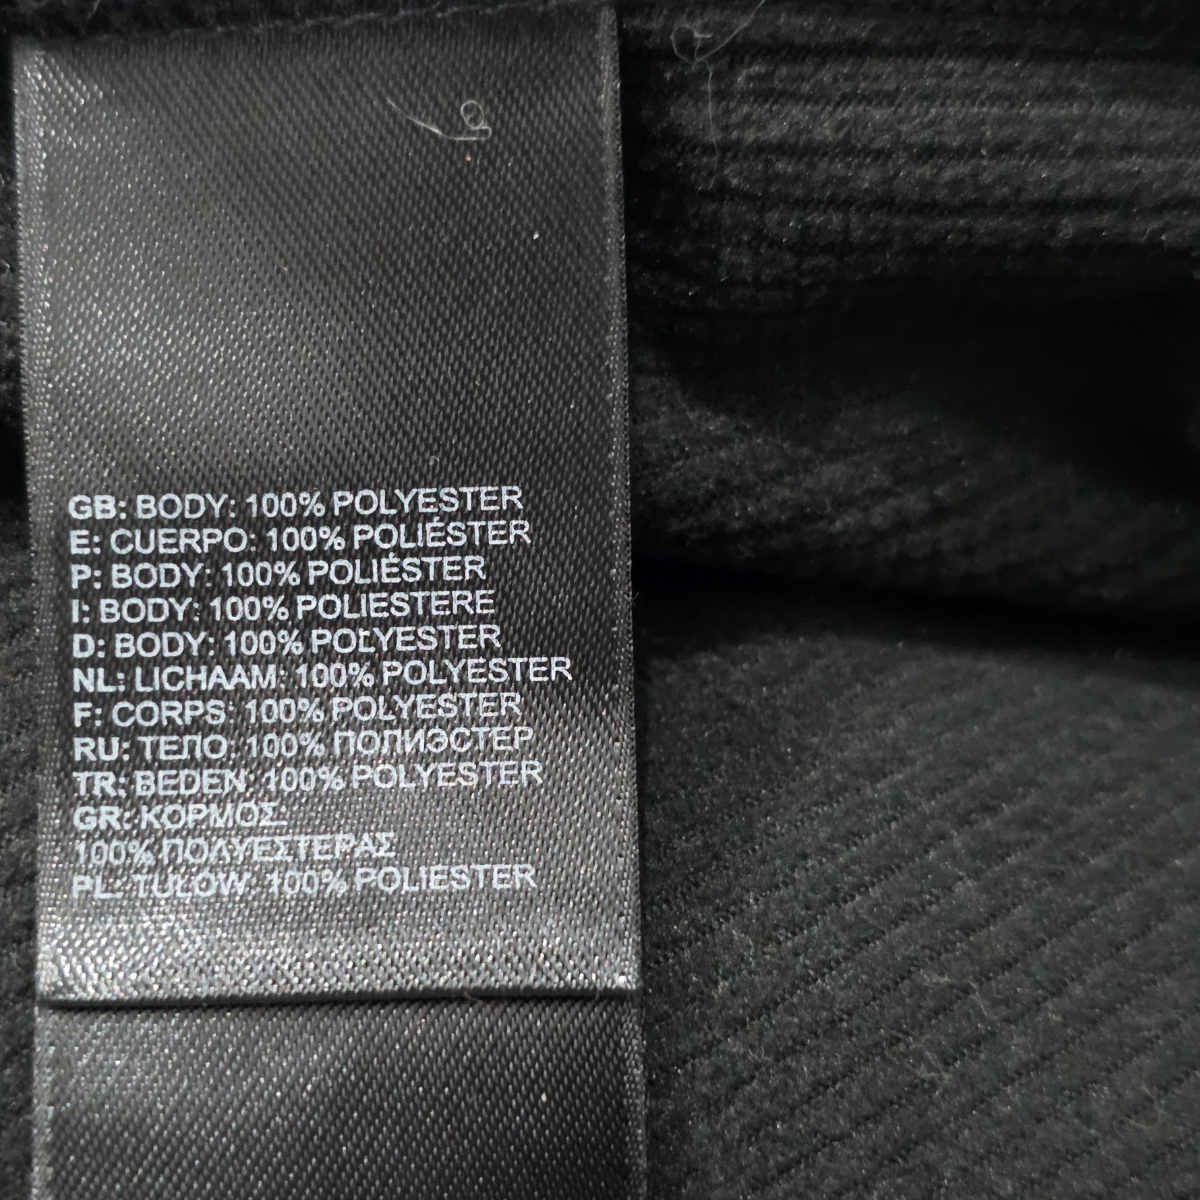 GB: BODY: 100% POLYESTER
E: CUERPO: 100% POLIÉSTER
P: BODY: 100% POLIÉSTER
I: BODY: 100% POLIESTERE
D: BODY: 100% POLYESTER
NL: LICHAAM: 100% POLYESTER
F: CORPS: 100% POLYESTER
RU: ТЕЛО: 100% ПОЛИЭСТЕР
TR: BEDEN: 100% POLYESTER
GR: ΚΟΡΜΌΣ:
100% ΠΟΛΥΕΣΤΕΡΑΣ
PL: TUŁÓW: 100% POLIESTER